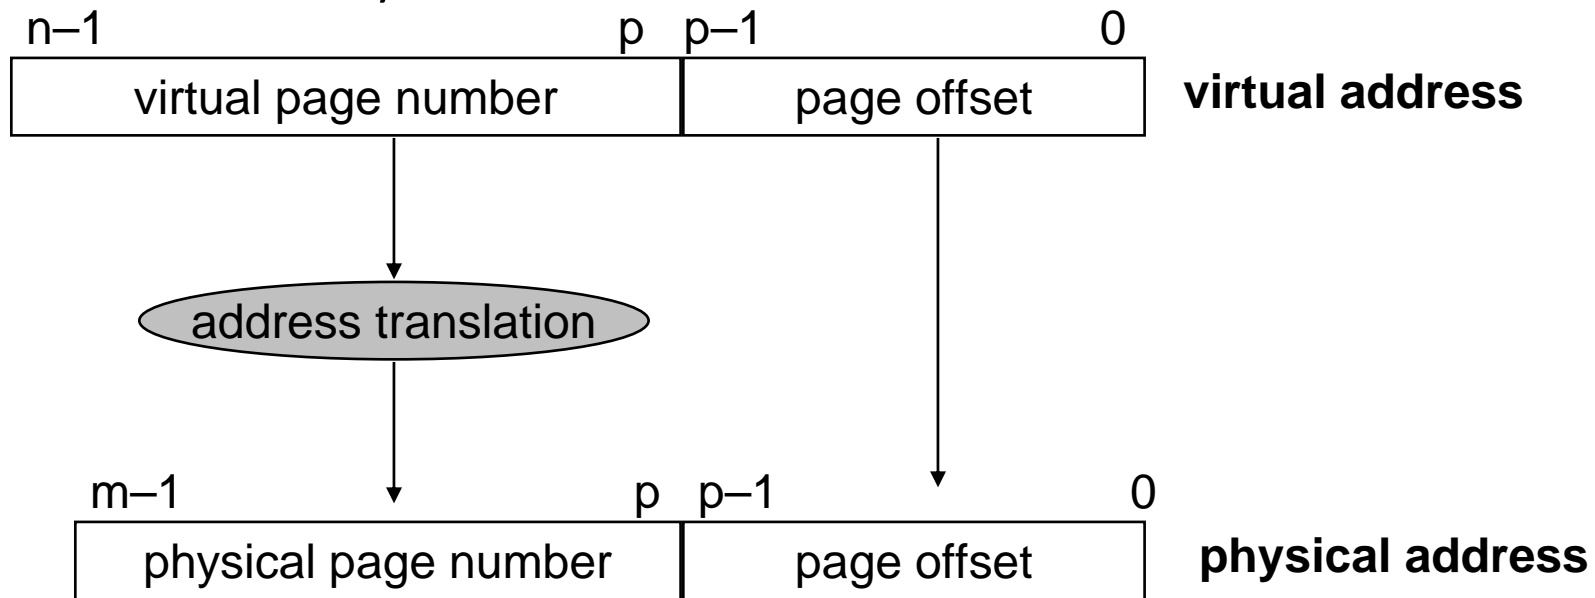 n–1 p p–1 0
virtual page number page offset virtual address
address translation
m–1 p p–1 0
physical page number page offset physical address